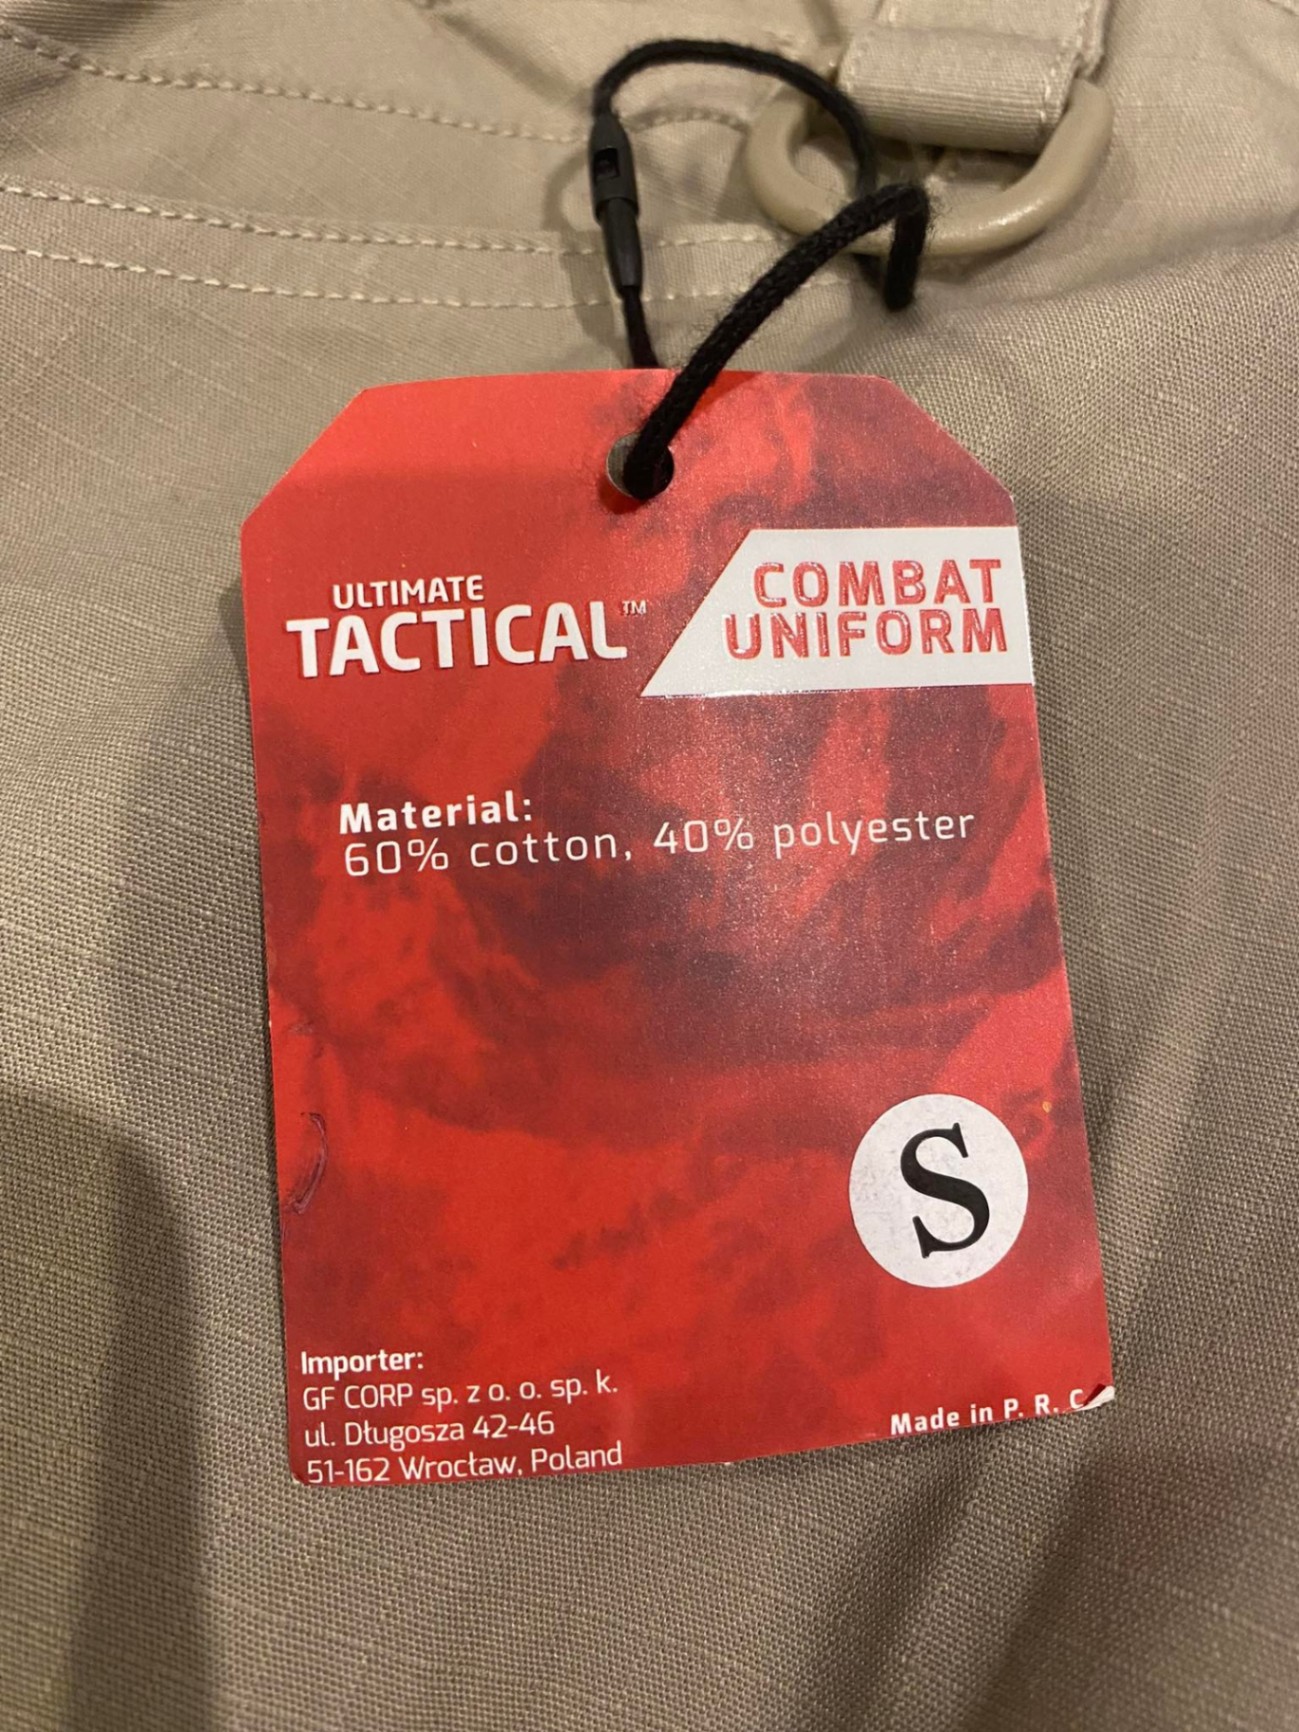 ULTIMATE
TACTICAL™
COMBAT
UNIFORM
Material:
60% cotton, 40% polyester
S
Importer:
GF CORP sp. z o. o. sp. k.
ul. Długosza 42-46
51-162 Wrocław, Poland
Made in P. R. C